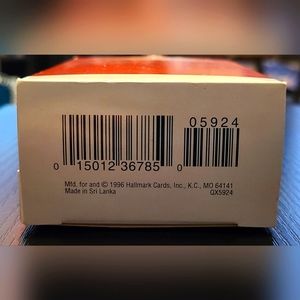 05924
0 15012 36785 0
Mfd. for and © 1996 Hallmark Cards, Inc., K.C., MO 64141
Made in Sri Lanka QX5924